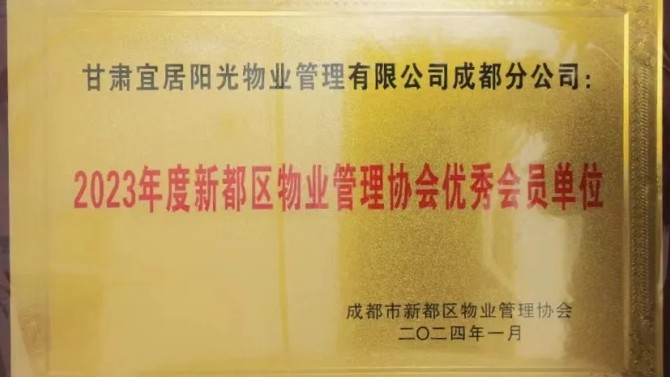 甘肃宜居阳光物业管理有限公司成都分公司：
2023年度新都区物业管理协会优秀会员单位
成都市新都区物业管理协会
二〇二四年一月